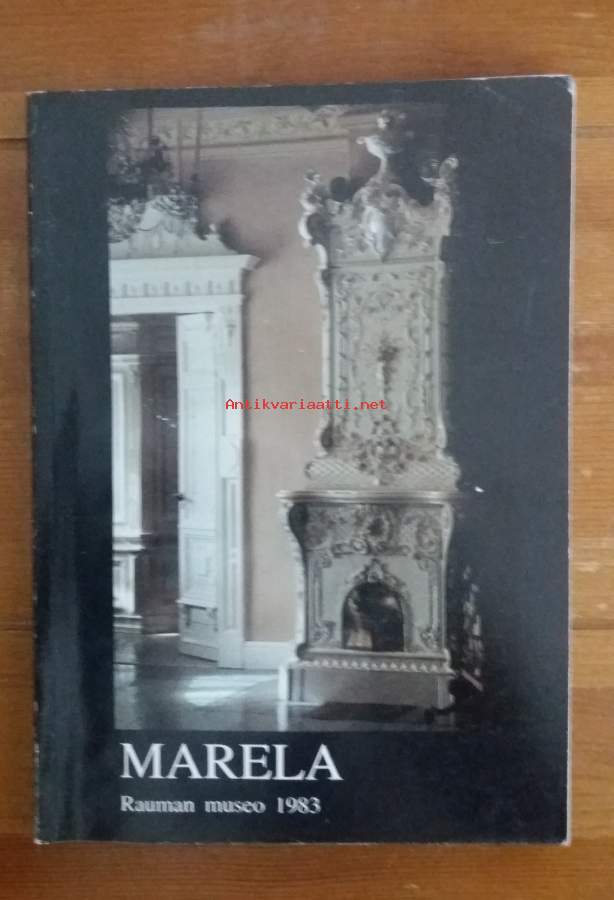 Antikvariaatti.net
MARELA
Rauman museo 1983